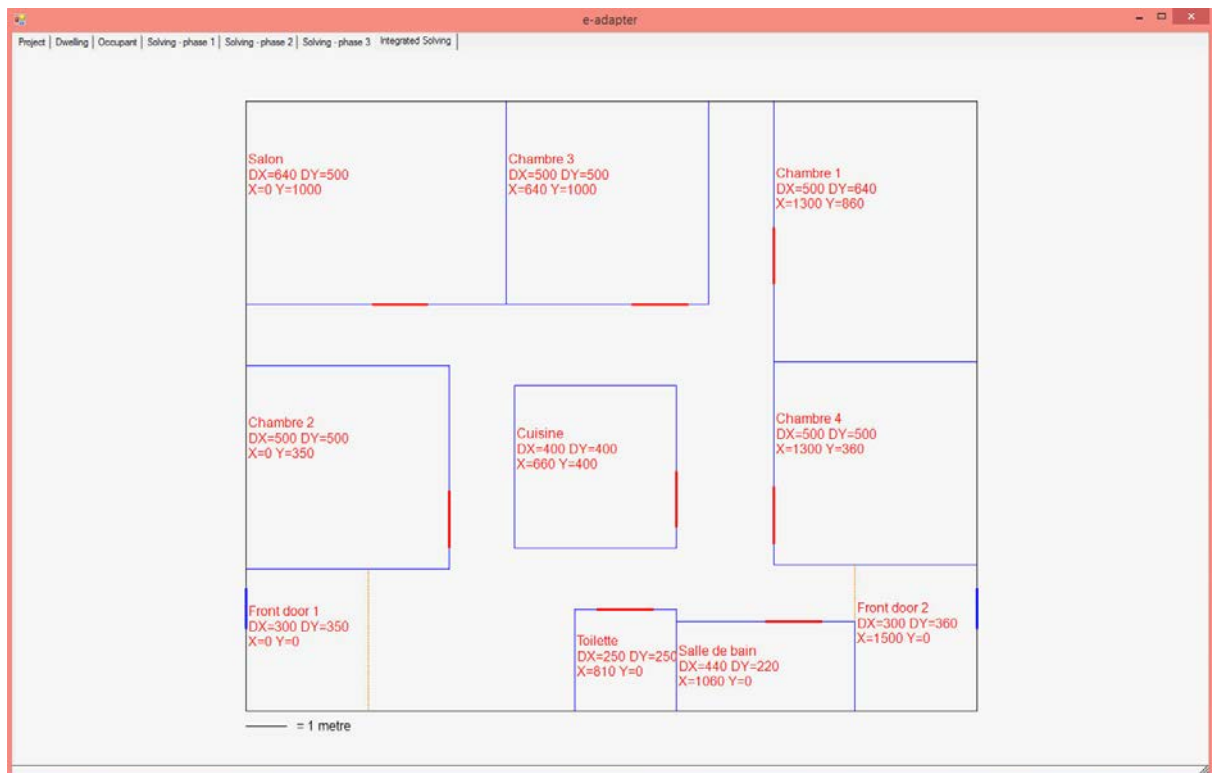 e-adapter
Project | Dwelling | Occupant | Solving - phase 1 | Solving - phase 2 | Solving - phase 3 | Integrated Solving
Salon
DX=640 DY=500
X=0 Y=1000
Chambre 3
DX=500 DY=500
X=640 Y=1000
Chambre 1
DX=500 DY=640
X=1300 Y=860
Chambre 2
DX=500 DY=500
X=0 Y=350
Cuisine
DX=400 DY=400
X=660 Y=400
Chambre 4
DX=500 DY=500
X=1300 Y=360
Front door 1
DX=300 DY=350
X=0 Y=0
Toilette
DX=250 DY=250
X=810 Y=0
Salle de bain
DX=440 DY=220
X=1060 Y=0
Front door 2
DX=300 DY=360
X=1500 Y=0
= 1 metre